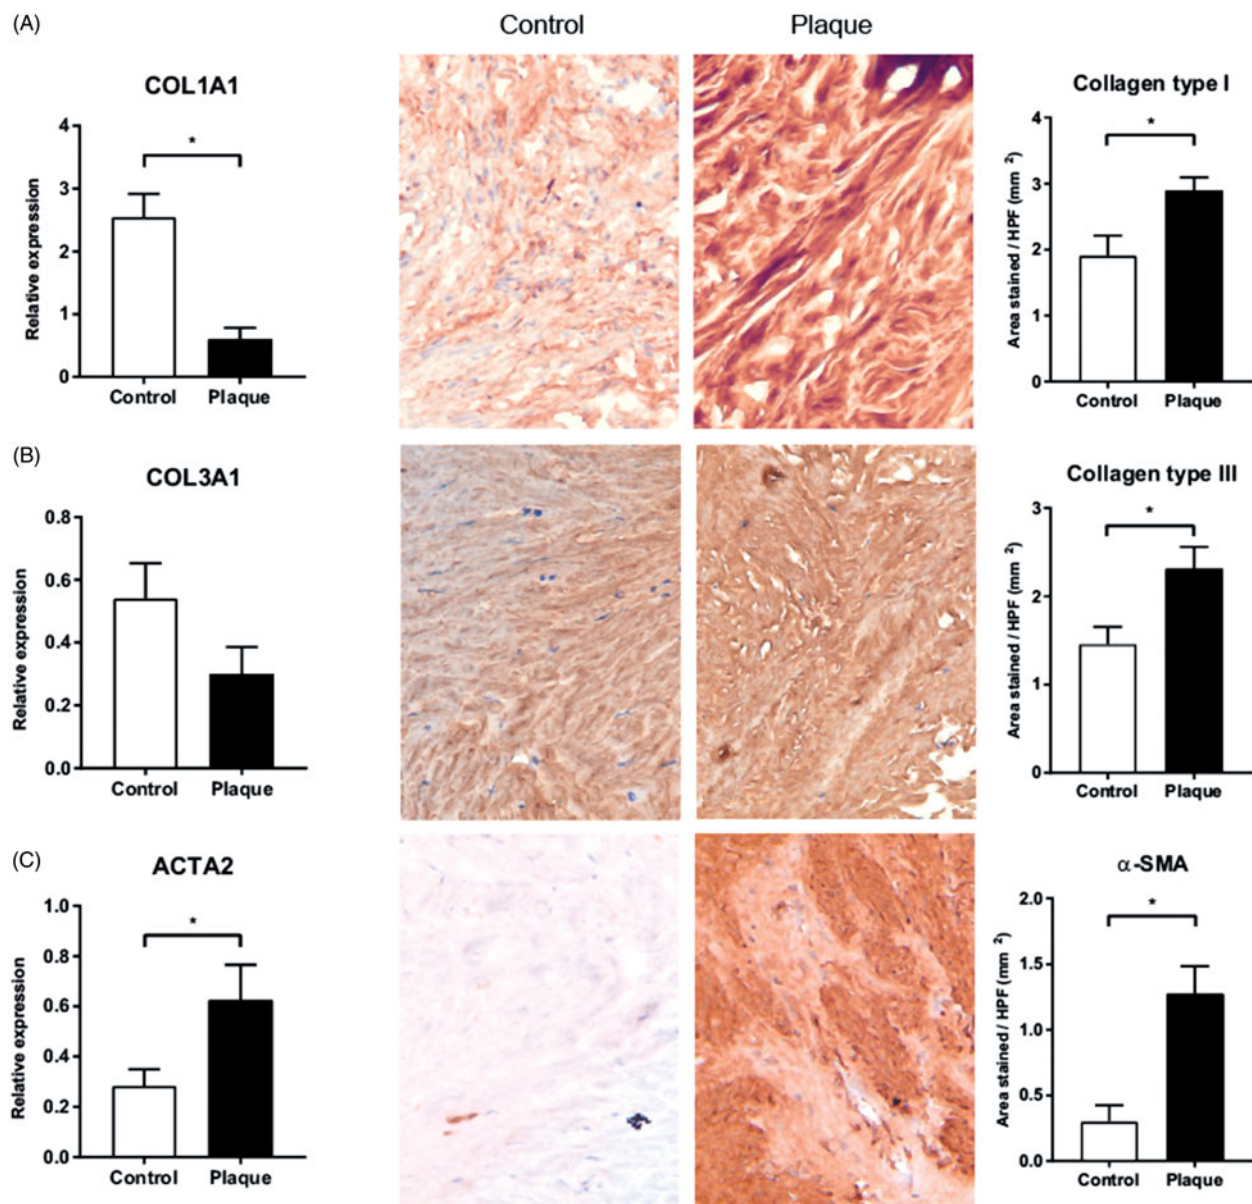 (A)
Control
Plaque
COL1A1
Relative expression
4
3
2
1
0
*
Control
Plaque
Collagen type I
Area stained / HPF (mm ²)
4
3
2
1
0
*
Control
Plaque
(B)
COL3A1
Relative expression
0.8
0.6
0.4
0.2
0.0
Control
Plaque
Collagen type III
Area stained / HPF (mm ²)
3
2
1
0
*
Control
Plaque
(C)
ACTA2
Relative expression
1.0
0.8
0.6
0.4
0.2
0.0
*
Control
Plaque
α-SMA
Area stained / HPF (mm ²)
2.0
1.5
1.0
0.5
0.0
*
Control
Plaque